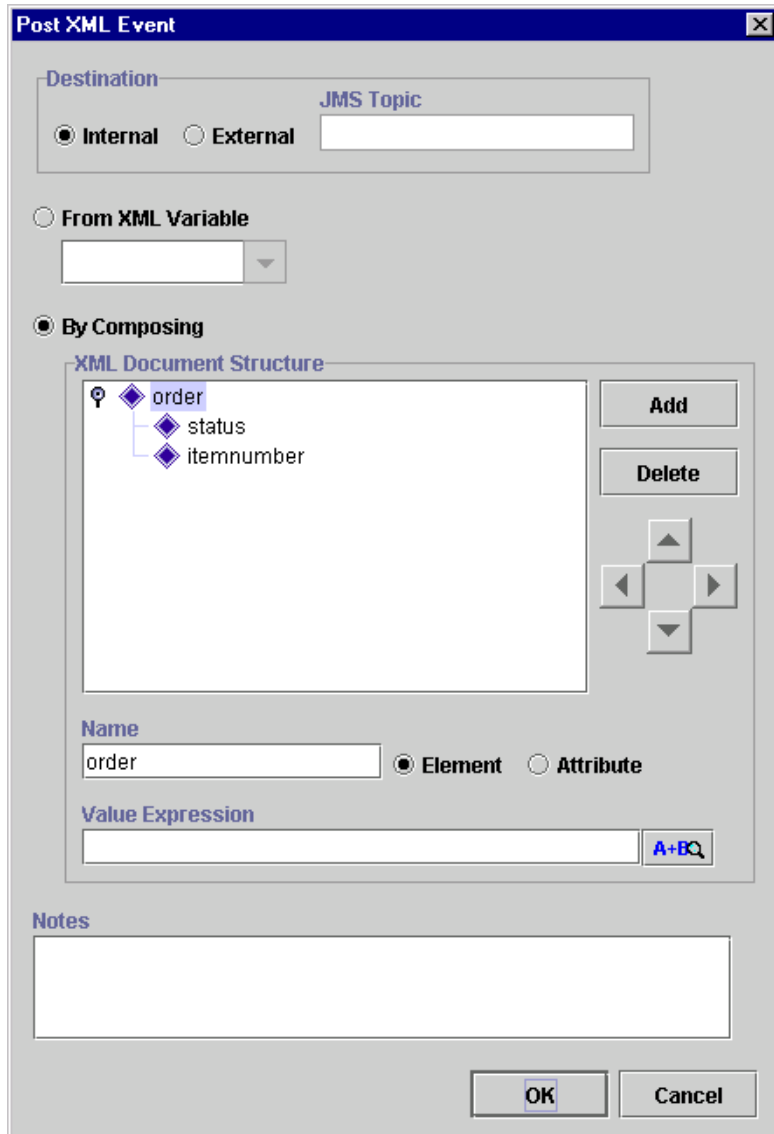 Post XML Event
Destination
JMS Topic
Internal External
From XML Variable
By Composing
XML Document Structure
order
status
itemnumber
Add
Delete
Name
order
Element Attribute
Value Expression
A+B
Notes
OK Cancel